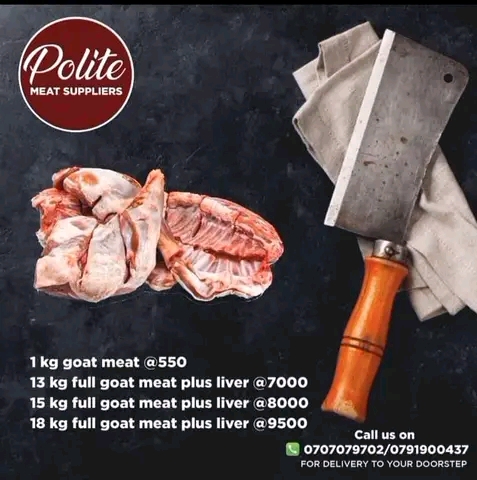 Polite
MEAT SUPPLIERS
1 kg goat meat @550
13 kg full goat meat plus liver @7000
15 kg full goat meat plus liver @8000
18 kg full goat meat plus liver @9500
Call us on
0707079702/0791900437
FOR DELIVERY TO YOUR DOORSTEP